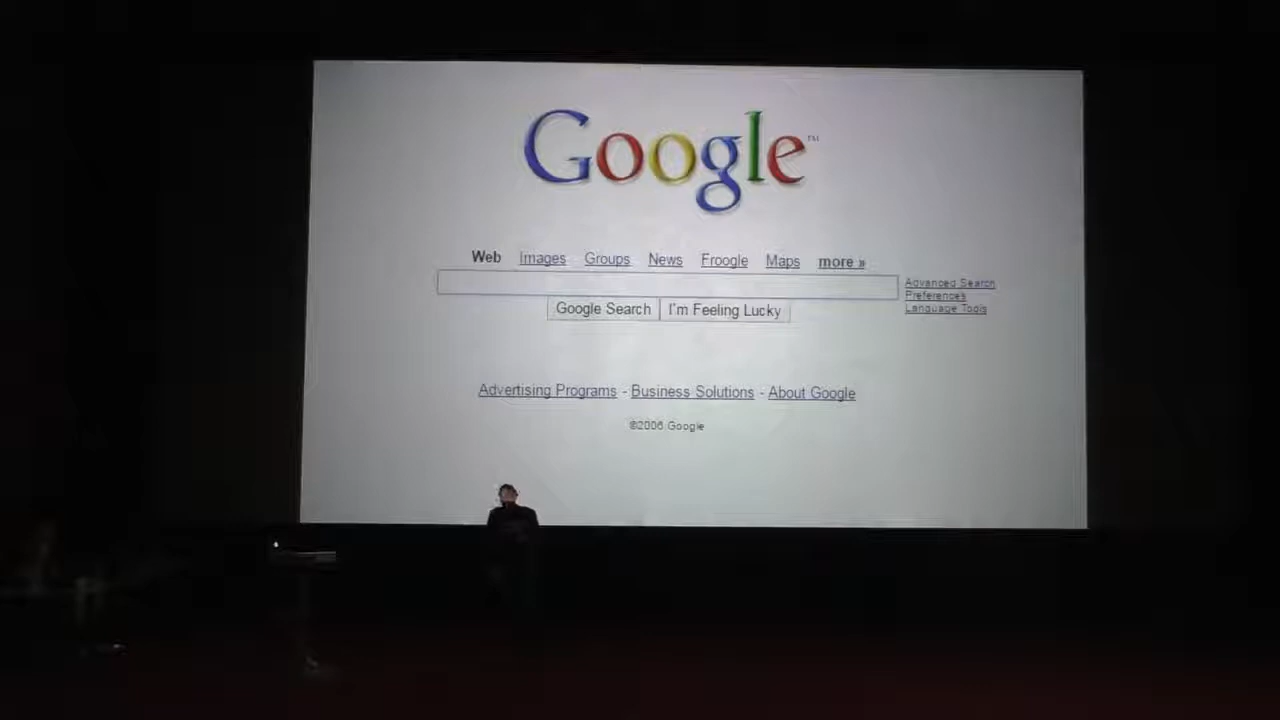 Google™
Web Images Groups News Froogle Maps more »
Advanced Search
Preferences
Language Tools
Google Search I'm Feeling Lucky
Advertising Programs - Business Solutions - About Google
©2006 Google